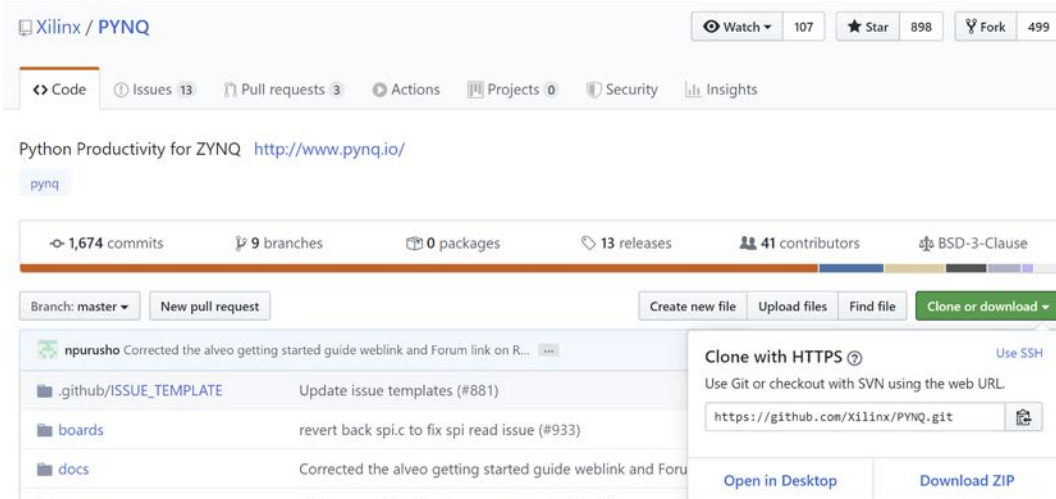 Xilinx / PYNQ
Watch 107 Star 898 Fork 499
Code Issues 13 Pull requests 3 Actions Projects 0 Security Insights
Python Productivity for ZYNQ http://www.pynq.io/
pynq
1,674 commits 9 branches 0 packages 13 releases 41 contributors BSD-3-Clause
Branch: master New pull request Create new file Upload files Find file Clone or download
npurusho Corrected the alveo getting started guide weblink and Forum link on R... ...
Clone with HTTPS Use SSH
.github/ISSUE_TEMPLATE Update issue templates (#881)
Use Git or checkout with SVN using the web URL.
https://github.com/Xilinx/PYNQ.git
boards revert back spi.c to fix spi read issue (#933)
docs Corrected the alveo getting started guide weblink and Foru
Open in Desktop Download ZIP